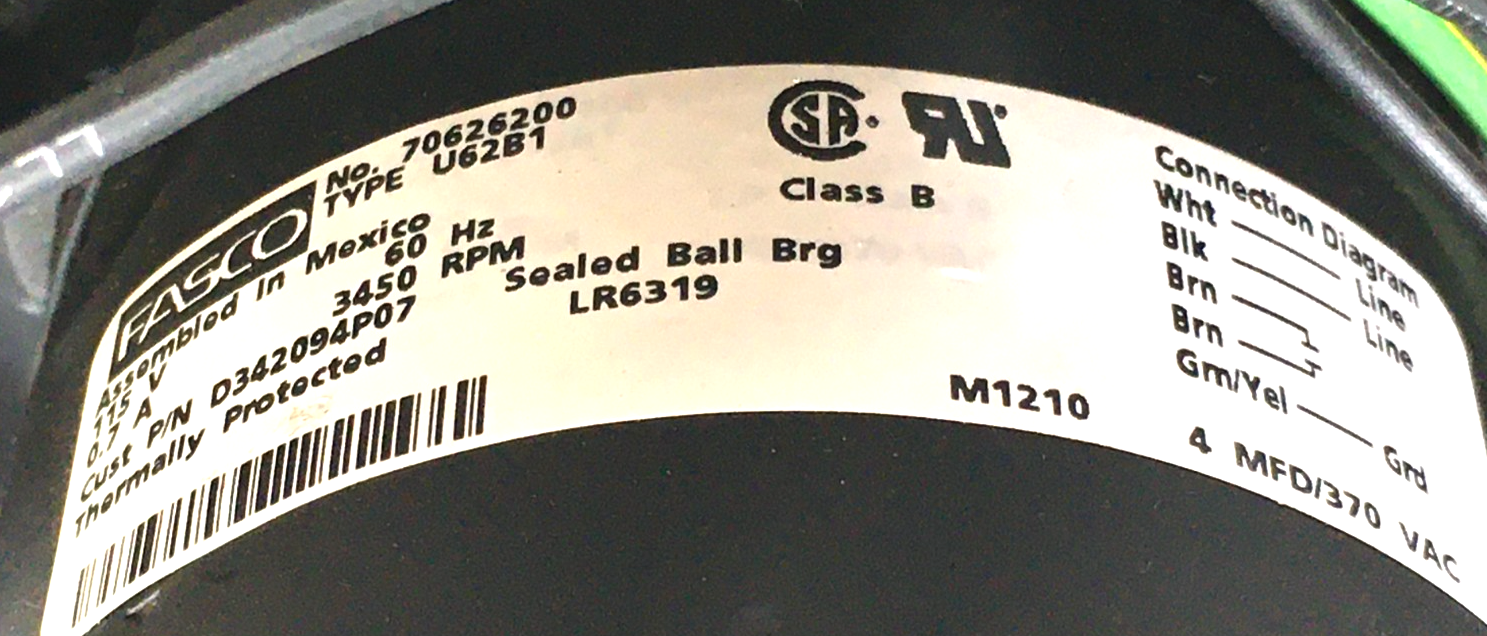 FASCO
No. 70626200
TYPE U62B1
Assembled In Mexico
115 V 60 Hz
0.7 A 3450 RPM
Cust P/N D342094P07
Thermally Protected
Sealed Ball Brg
LR6319
SA
RU
Class B
M1210
Connection Diagram
Wht Line
Blk Line
Brn
Brn
Grn/Yel Grd
4 MFD/370 VAC